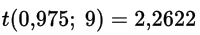 t(0,975; 9) = 2,2622